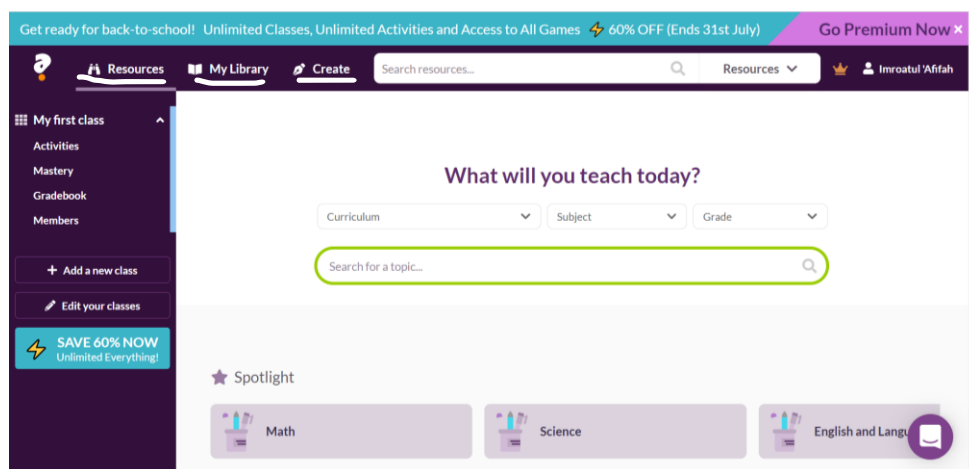 Get ready for back-to-school! Unlimited Classes, Unlimited Activities and Access to All Games ⚡ 60% OFF (Ends 31st July) Go Premium Now ×
Resources My Library Create Search resources... Resources Imroatul 'Afifah
My first class
Activities
Mastery
Gradebook
Members
+ Add a new class
Edit your classes
SAVE 60% NOW
Unlimited Everything!
What will you teach today?
Curriculum Subject Grade
Search for a topic...
Spotlight
Math Science English and Langu